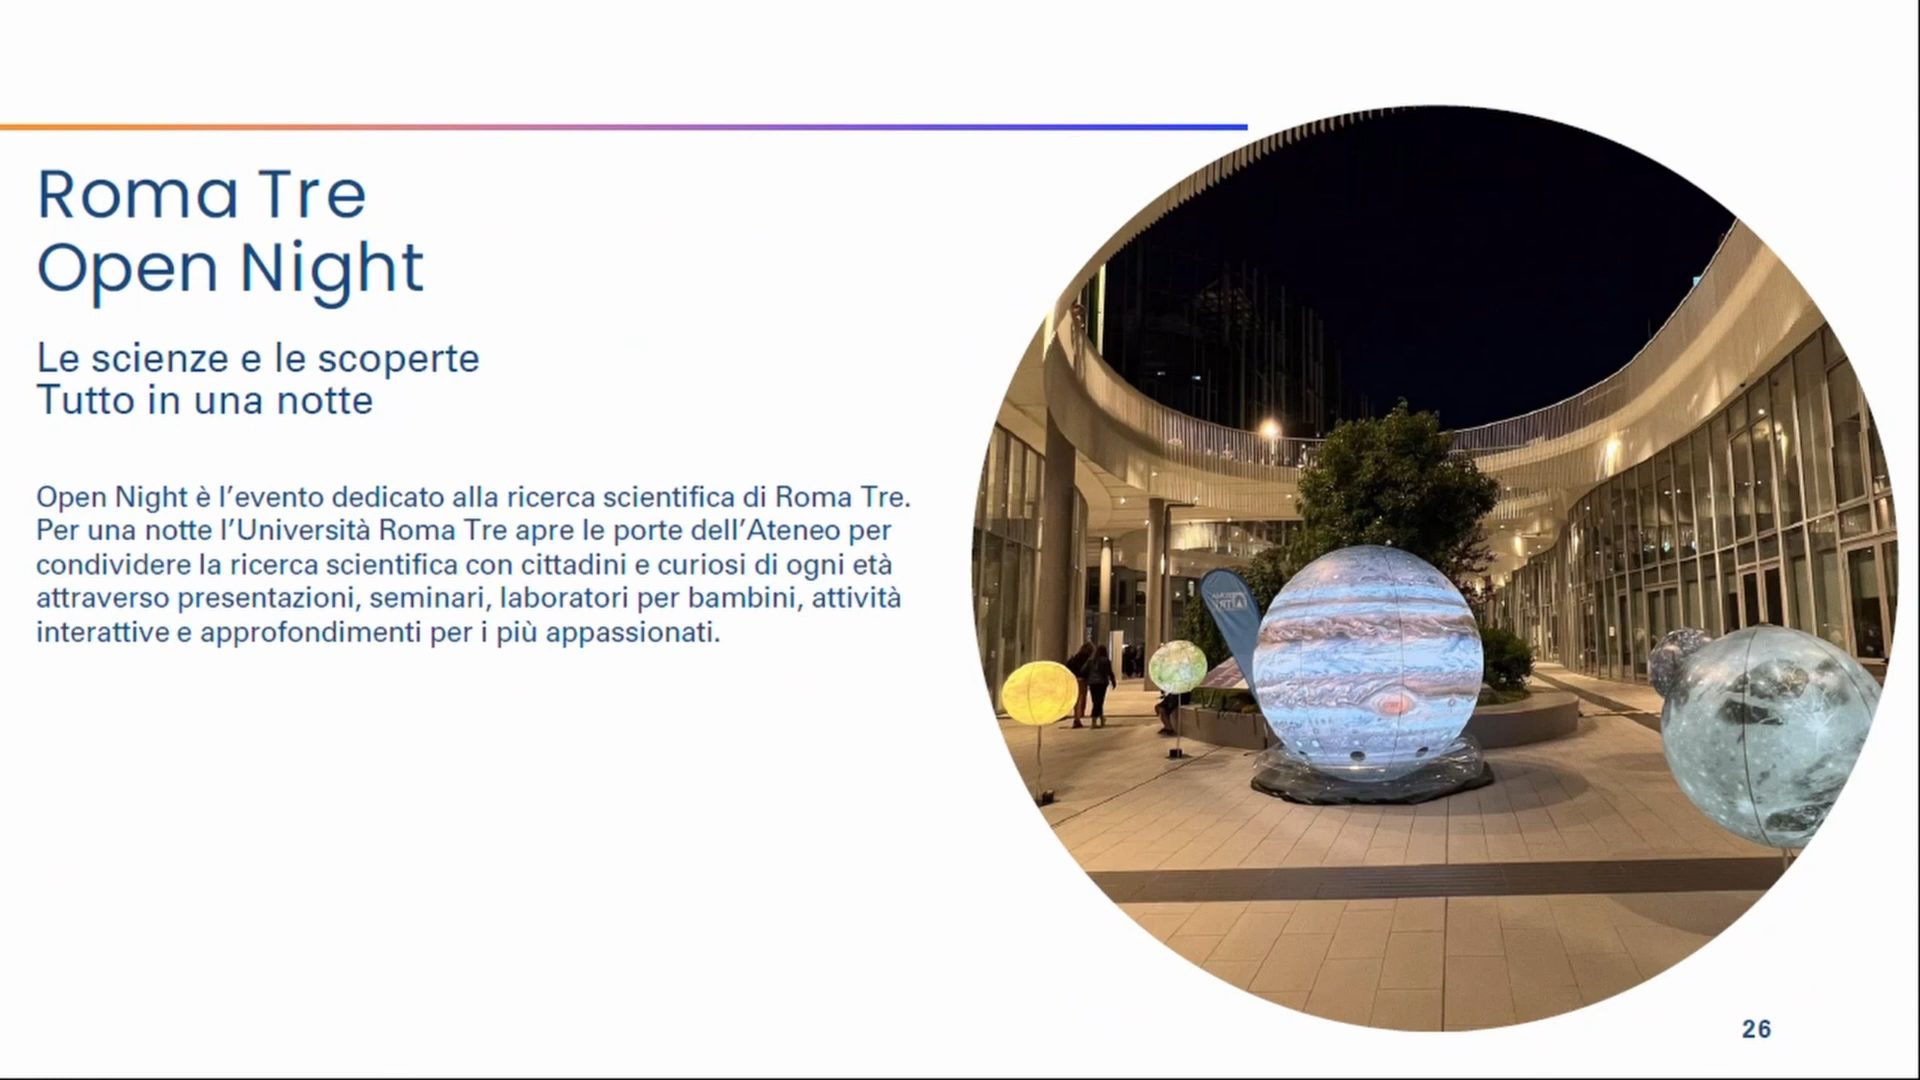 Roma Tre
Open Night
Le scienze e le scoperte
Tutto in una notte
Open Night è l’evento dedicato alla ricerca scientifica di Roma Tre.
Per una notte l’Università Roma Tre apre le porte dell’Ateneo per
condividere la ricerca scientifica con cittadini e curiosi di ogni età
attraverso presentazioni, seminari, laboratori per bambini, attività
interattive e approfondimenti per i più appassionati.
26